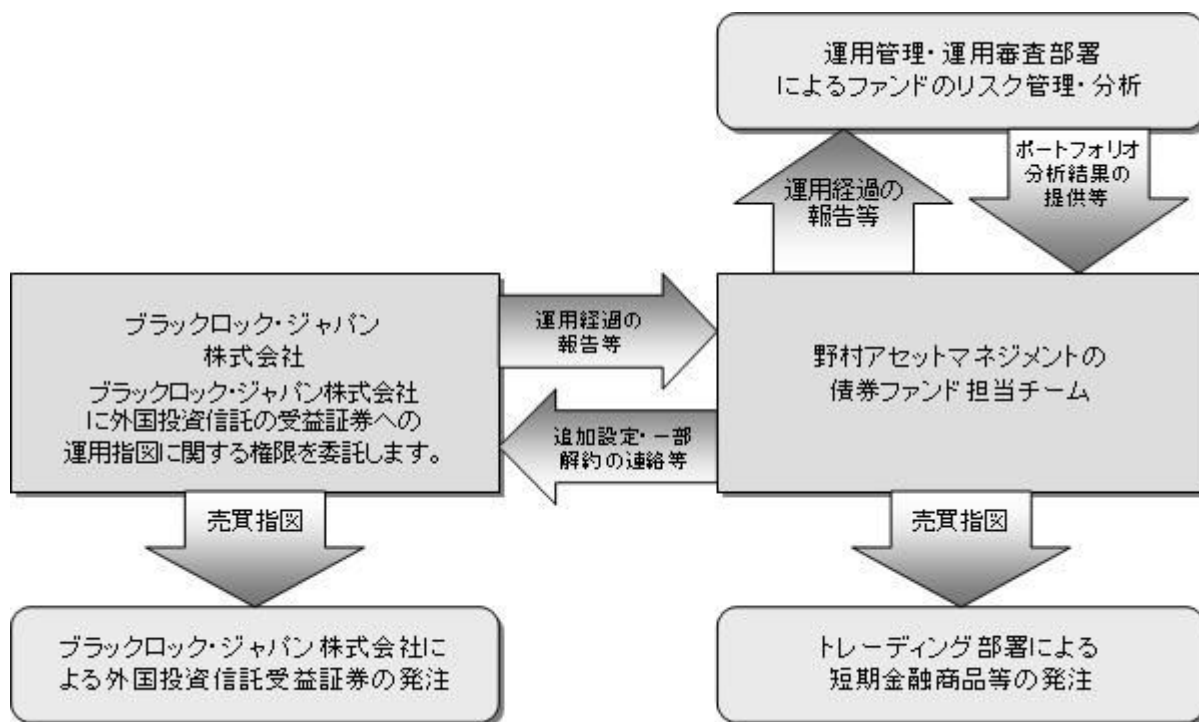 運用管理・運用審査部署
によるファンドのリスク管理・分析
運用経過の
報告等
ポートフォリオ
分析結果の
提供等
ブラックロック・ジャパン
株式会社
ブラックロック・ジャパン株式会社
に外国投資信託の受益証券への
運用指図に関する権限を委託します。
運用経過の
報告等
追加設定・一部
解約の連絡等
野村アセットマネジメントの
債券ファンド担当チーム
売買指図
売買指図
ブラックロック・ジャパン株式会社に
よる外国投資信託受益証券の発注
トレーディング部署による
短期金融商品等の発注